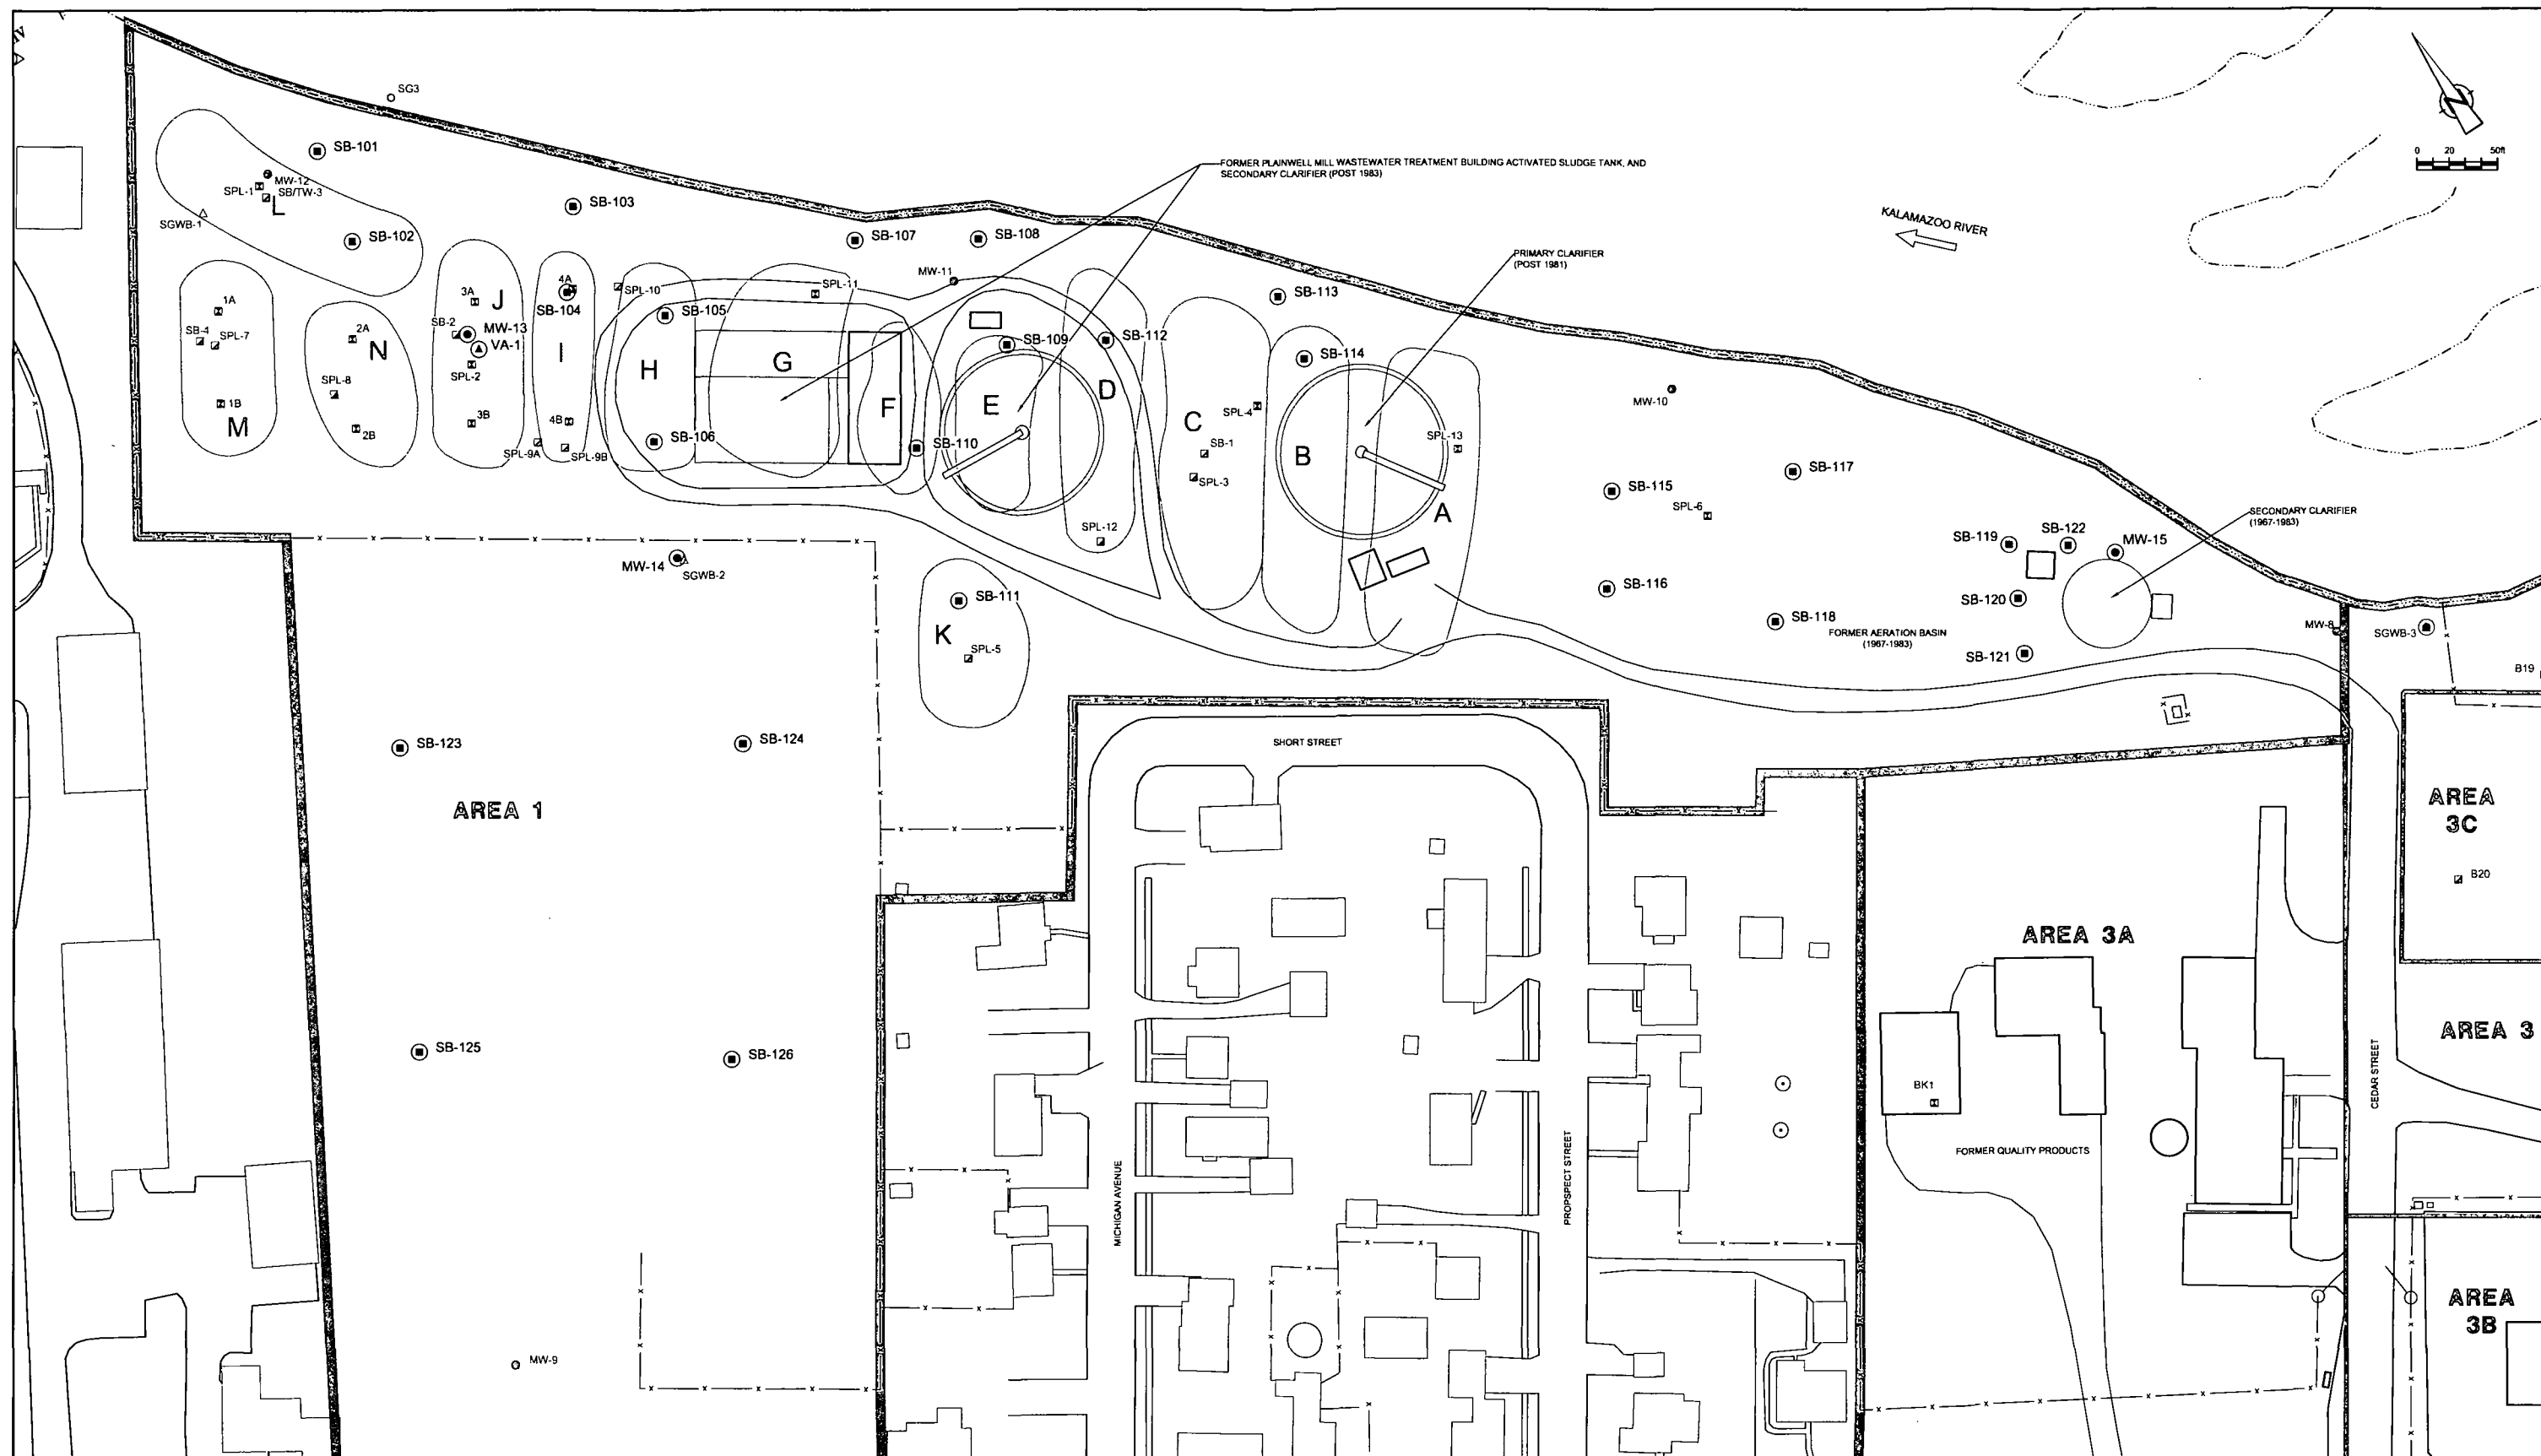 SG3
SB-101
MW-12
SPL-1
SB/TW-3
L
SGWB-1
SB-102
SB-103
FORMER PLAINWELL MILL WASTEWATER TREATMENT BUILDING ACTIVATED SLUDGE TANK, AND
SECONDARY CLARIFIER (POST 1983)
N
0 20 50ft
KALAMAZOO RIVER
SB-107
SB-108
PRIMARY CLARIFIER
(POST 1981)
MW-11
1A
SB-4
SPL-7
1B
M
2A
N
SPL-8
2B
3A
J
SB-2
MW-13
VA-1
SPL-2
3B
4A
SB-104
I
4B
SPL-9A
SPL-9B
SPL-10
SB-105
H
SB-106
G
SPL-11
F
SB-110
SB-109
E
D
SB-112
SPL-12
SB-113
SB-114
C
SPL-4
SB-1
SPL-3
B
SPL-13
A
MW-10
SB-115
SPL-6
SB-117
SB-116
SB-118
FORMER AERATION BASIN
(1967-1983)
SECONDARY CLARIFIER
(1967-1983)
SB-119
SB-122
MW-15
SB-120
SB-121
MW-8
SGWB-3
B19
MW-14
SGWB-2
SB-111
K
SPL-5
SHORT STREET
SB-123
SB-124
AREA 1
SB-125
SB-126
MW-9
MICHIGAN AVENUE
PROPSPECT STREET
AREA 3A
BK1
FORMER QUALITY PRODUCTS
CEDAR STREET
AREA
3C
B20
AREA 3
AREA
3B